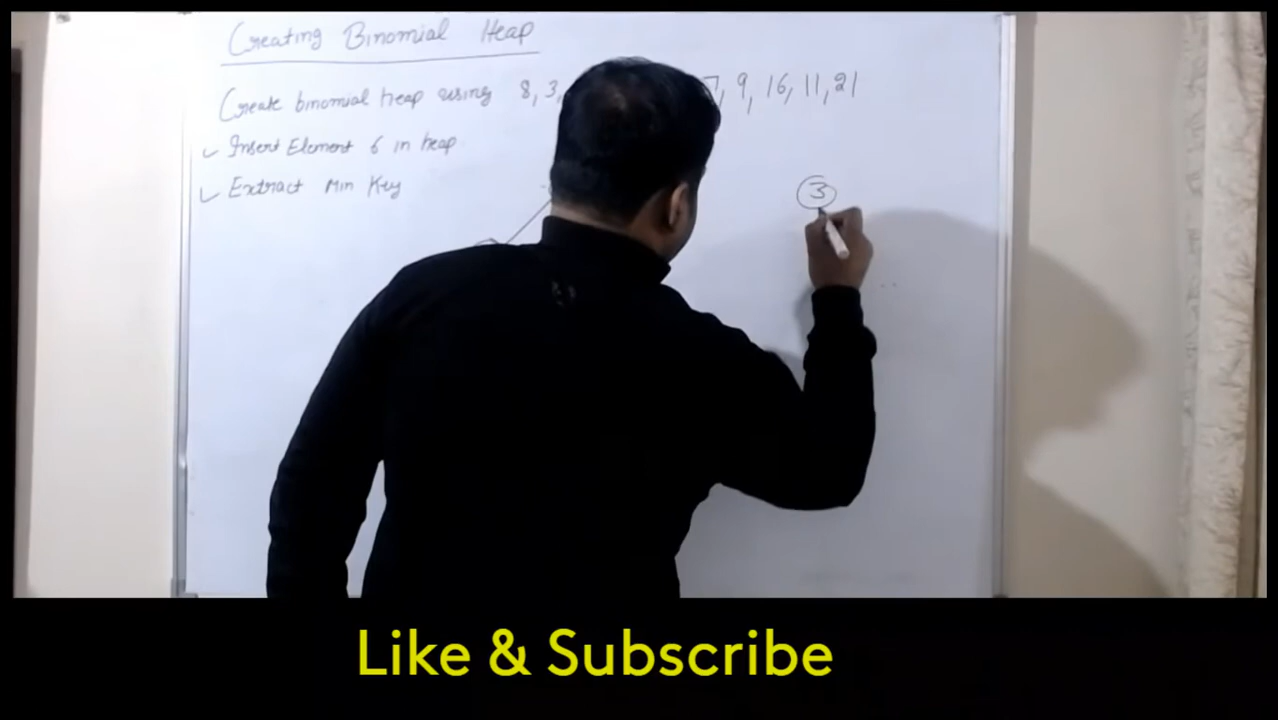 Creating Binomial Heap
Create binomial heap using 8, 3, 7, 9, 16, 11, 21
Insert Element 6 in heap
Extract Min Key
3
Like & Subscribe